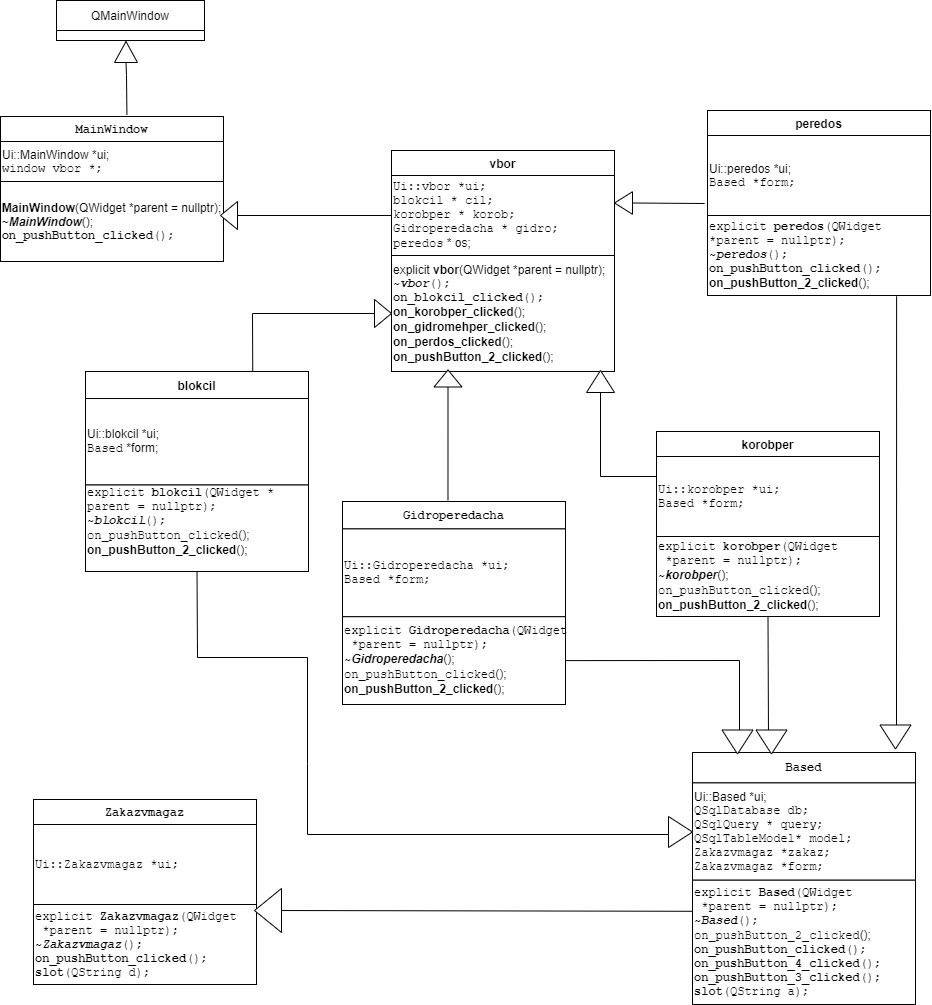 QMainWindow
MainWindow
Ui::MainWindow *ui;
window vbor *;
MainWindow(QWidget *parent = nullptr);
~MainWindow();
on_pushButton_clicked();
vbor
Ui::vbor *ui;
blokcil * cil;
korobper * korob;
Gidroperedacha * gidro;
peredos * os;
explicit vbor(QWidget *parent = nullptr);
~vbor();
on_blokcil_clicked();
on_korobper_clicked();
on_gidromehper_clicked();
on_perdos_clicked();
on_pushButton_2_clicked();
peredos
Ui::peredos *ui;
Based *form;
explicit peredos(QWidget
*parent = nullptr);
~peredos();
on_pushButton_clicked();
on_pushButton_2_clicked();
blokcil
Ui::blokcil *ui;
Based *form;
explicit blokcil(QWidget *
parent = nullptr);
~blokcil();
on_pushButton_clicked();
on_pushButton_2_clicked();
Gidroperedacha
Ui::Gidroperedacha *ui;
Based *form;
explicit Gidroperedacha(QWidget
*parent = nullptr);
~Gidroperedacha();
on_pushButton_clicked();
on_pushButton_2_clicked();
korobper
Ui::korobper *ui;
Based *form;
explicit korobper(QWidget
*parent = nullptr);
~korobper();
on_pushButton_clicked();
on_pushButton_2_clicked();
Zakazvmagaz
Ui::Zakazvmagaz *ui;
explicit Zakazvmagaz(QWidget
*parent = nullptr);
~Zakazvmagaz();
on_pushButton_clicked();
slot(QString d);
Based
Ui::Based *ui;
QSqlDatabase db;
QSqlQuery * query;
QSqlTableModel* model;
Zakazvmagaz *zakaz;
Zakazvmagaz *form;
explicit Based(QWidget
*parent = nullptr);
~Based();
on_pushButton_2_clicked();
on_pushButton_clicked();
on_pushButton_4_clicked();
on_pushButton_3_clicked();
slot(QString a);